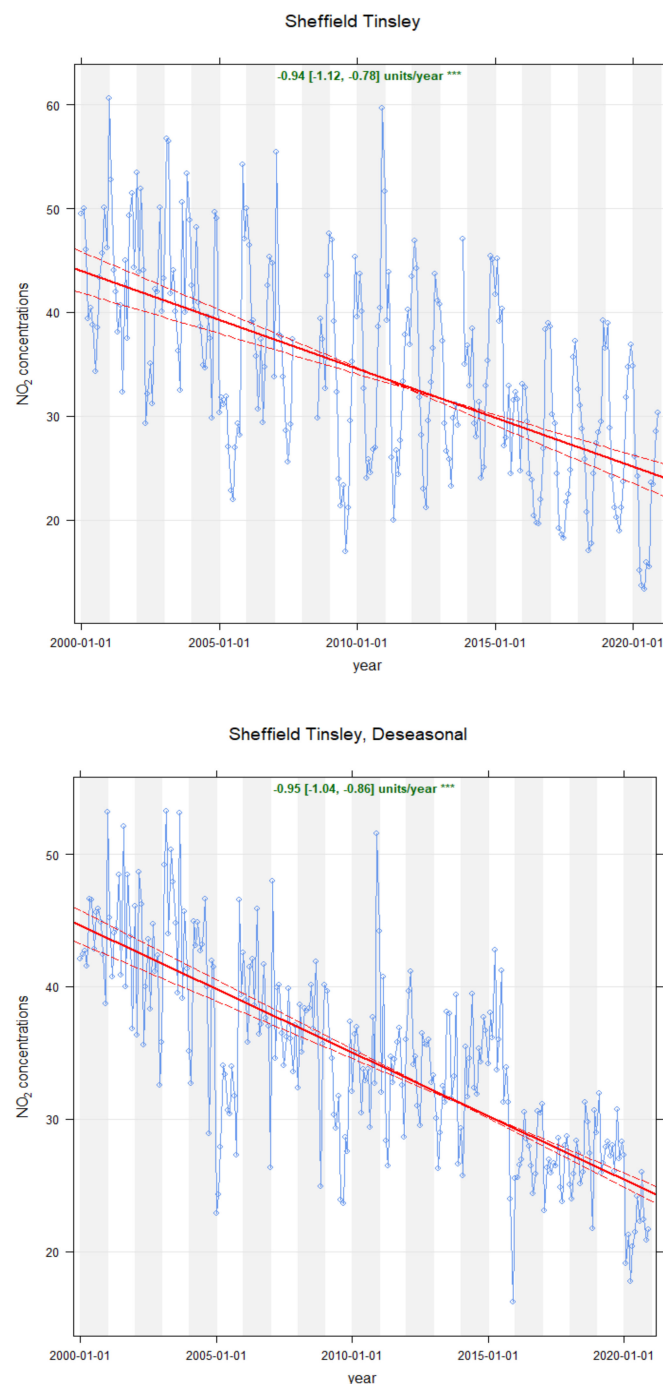 Sheffield Tinsley
-0.94 [-1.12, -0.78] units/year ***
60
50
40
30
20
NO₂ concentrations
2000-01-01 2005-01-01 2010-01-01 2015-01-01 2020-01-01
year
Sheffield Tinsley, Deseasonal
-0.95 [-1.04, -0.86] units/year ***
50
40
30
20
NO₂ concentrations
2000-01-01 2005-01-01 2010-01-01 2015-01-01 2020-01-01
year